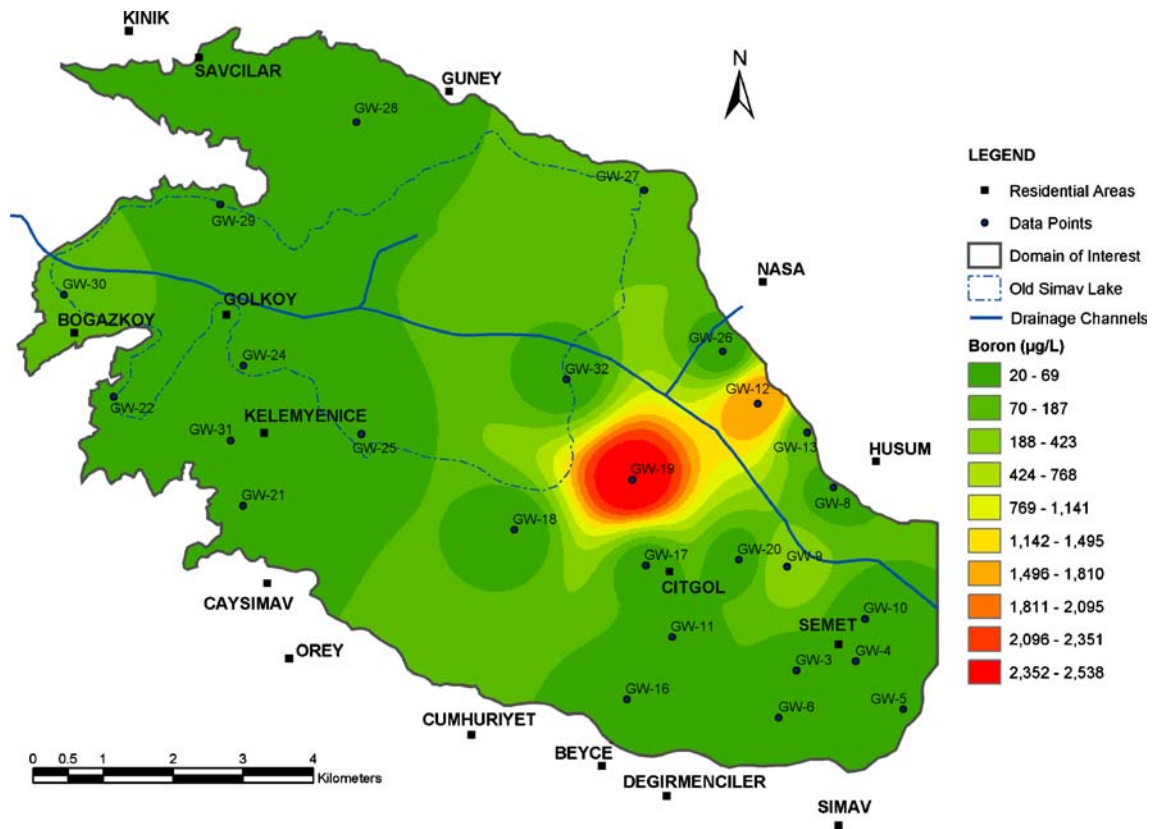 KINIK
SAVCILAR
GUNEY
N
GW-28
GW-27
GW-29
NASA
GW-30
GOLKOY
BOGAZKOY
GW-26
GW-24
GW-32
GW-12
GW-22
KELEMYENICE
GW-31
GW-25
GW-13
HUSUM
GW-19
GW-8
GW-21
GW-18
GW-17
GW-20
GW-9
CITGOL
CAYSIMAV
GW-10
GW-11
SEMET
OREY
GW-3
GW-4
GW-16
GW-6
GW-5
CUMHURIYET
BEYCE
DEGIRMENCILER
SIMAV
0 0.5 1 2 3 4
Kilometers
LEGEND
Residential Areas
Data Points
Domain of Interest
Old Simav Lake
Drainage Channels
Boron (µg/L)
20 - 69
70 - 187
188 - 423
424 - 768
769 - 1,141
1,142 - 1,495
1,496 - 1,810
1,811 - 2,095
2,096 - 2,351
2,352 - 2,538